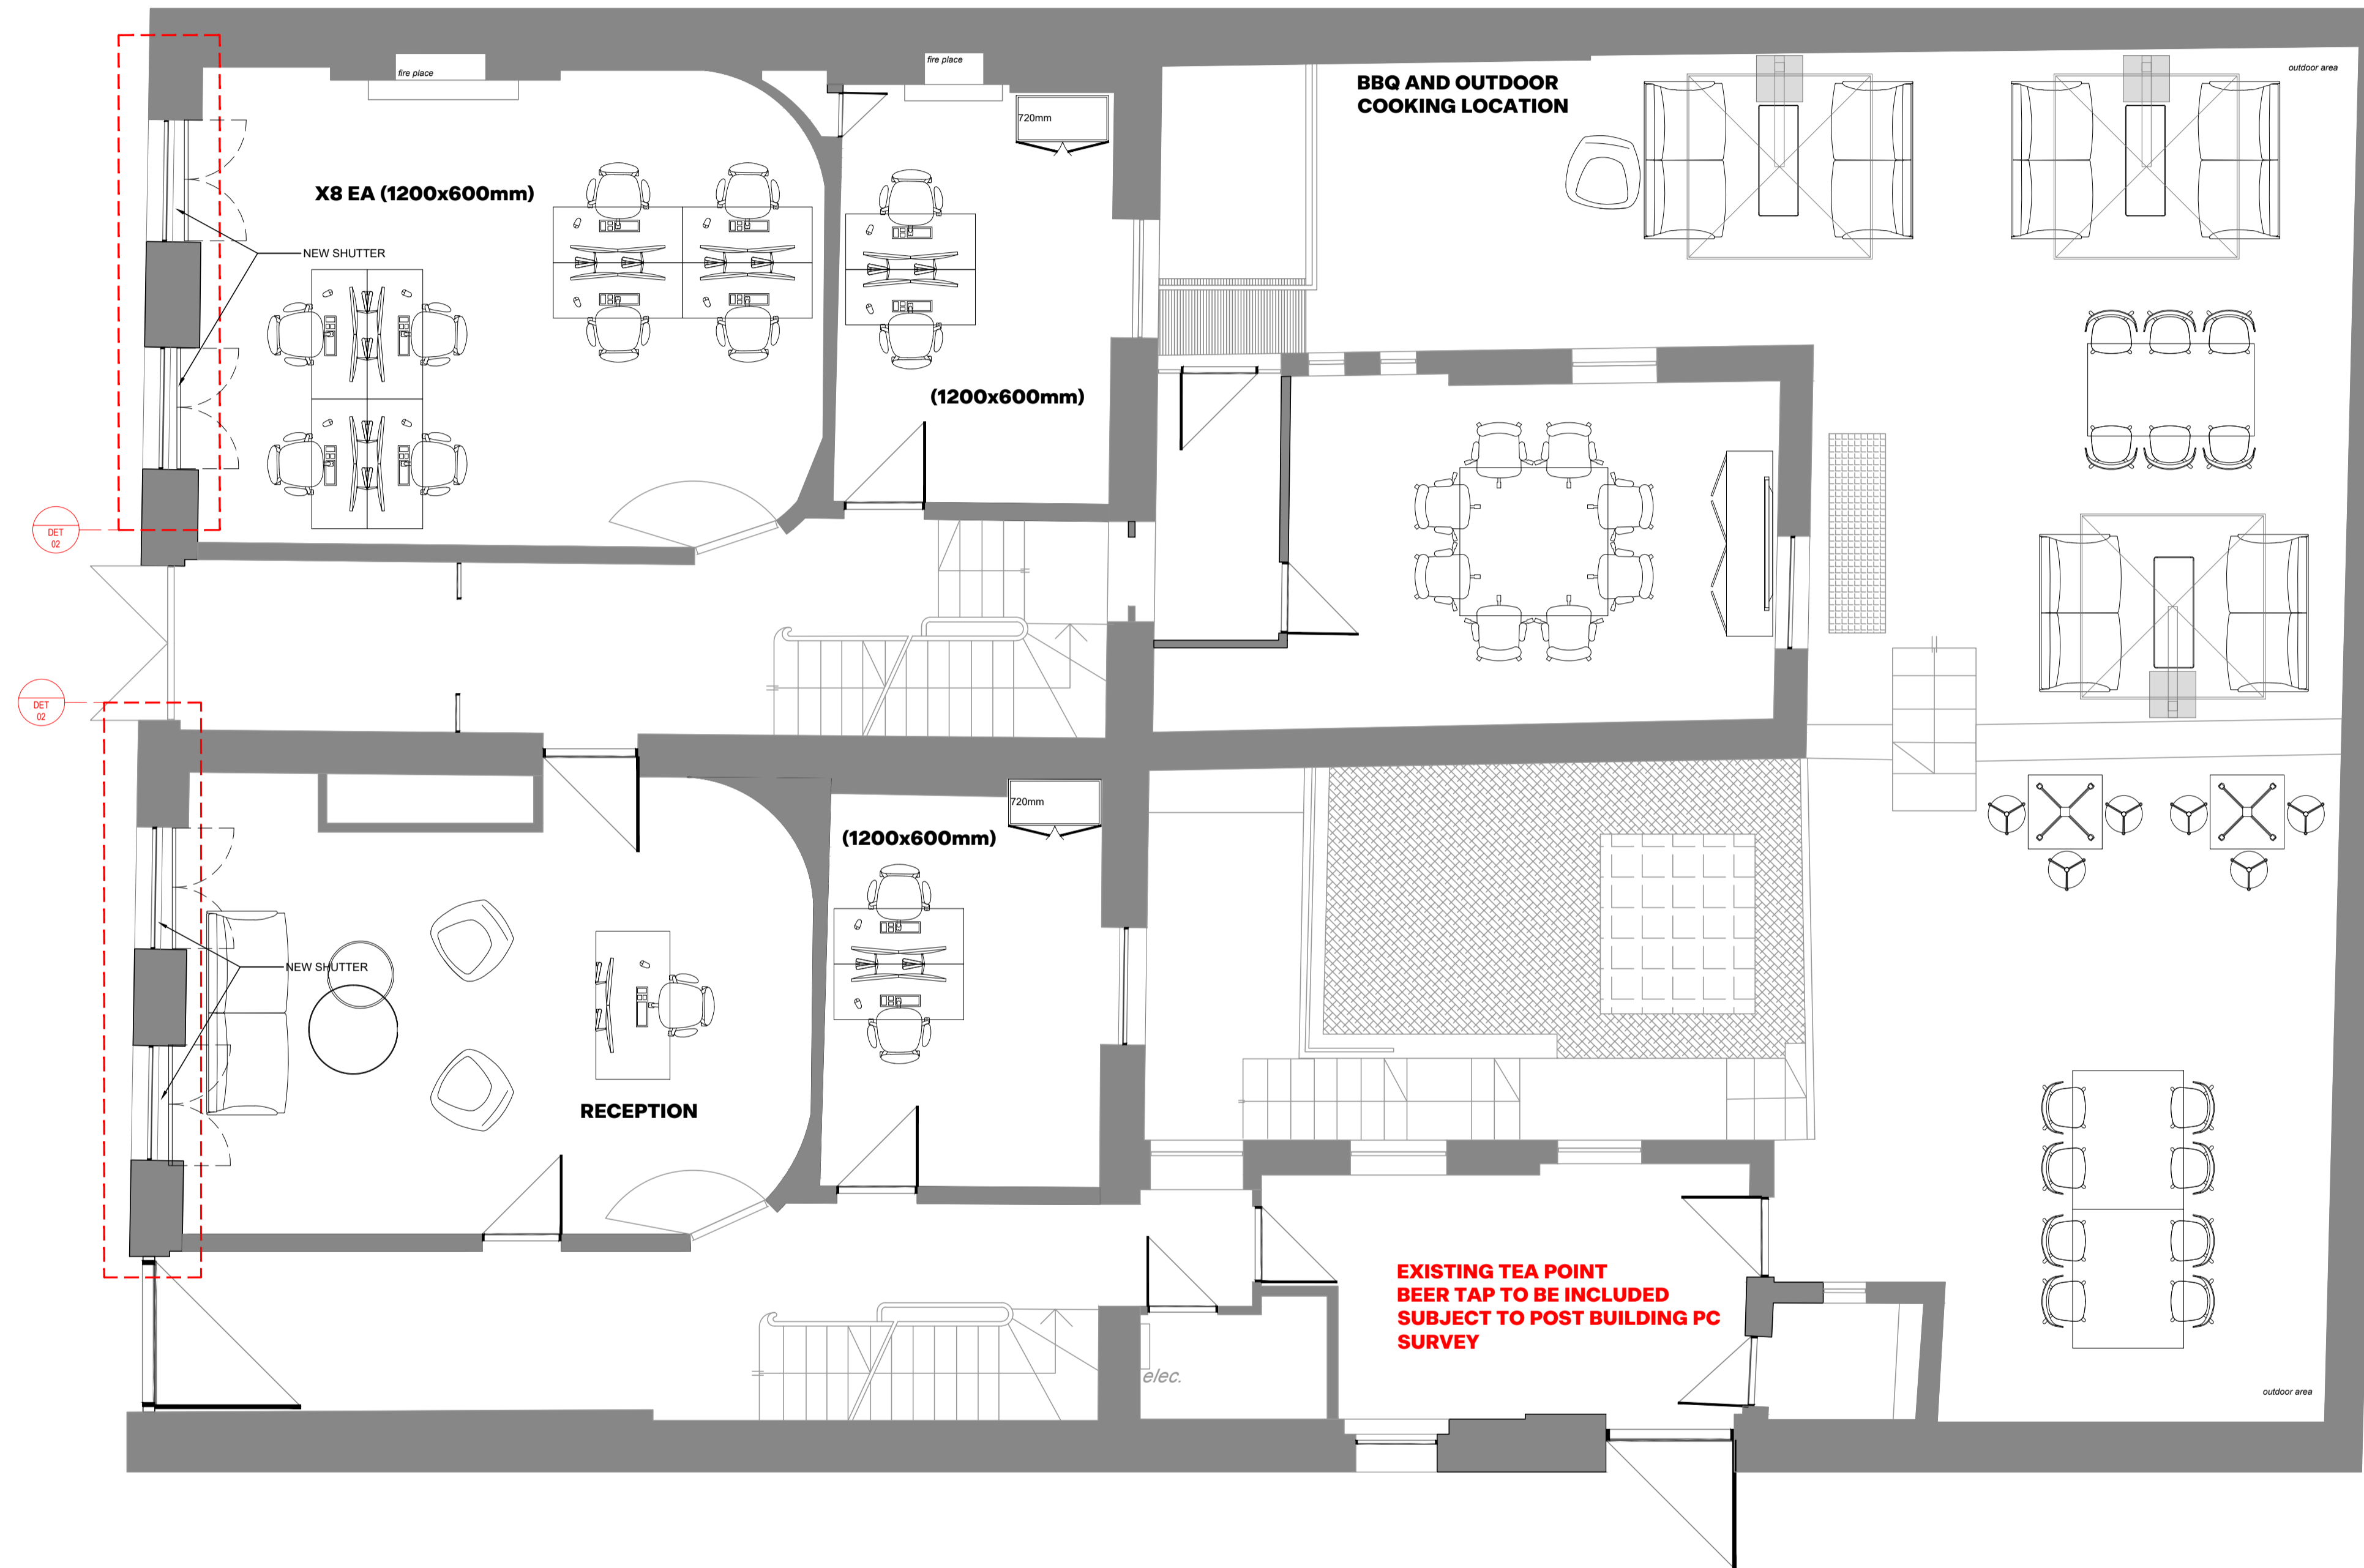 fire place
fire place
BBQ AND OUTDOOR
COOKING LOCATION
outdoor area
720mm
X8 EA (1200x600mm)
NEW SHUTTER
(1200x600mm)
DET
02
DET
02
720mm
(1200x600mm)
NEW SHUTTER
RECEPTION
EXISTING TEA POINT
BEER TAP TO BE INCLUDED
SUBJECT TO POST BUILDING PC
SURVEY
elec.
outdoor area